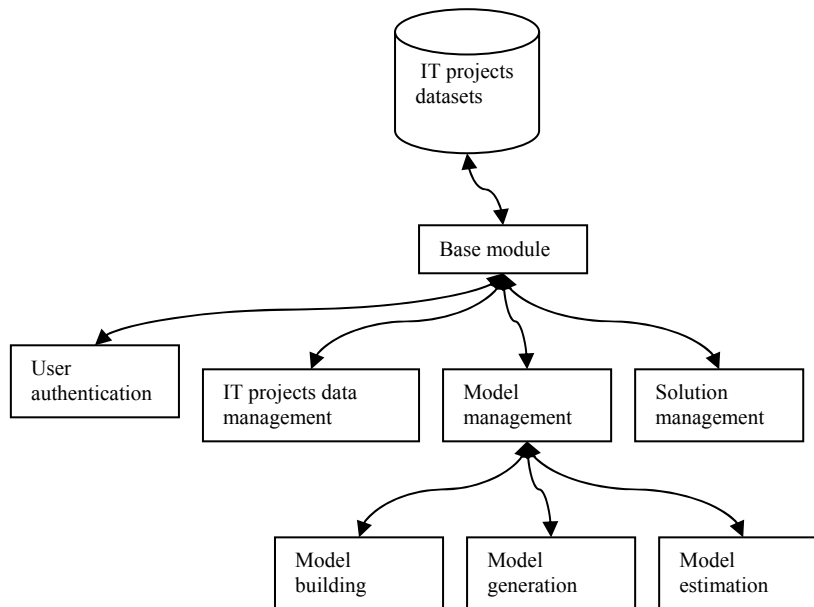 IT projects
datasets
Base module
User
authentication
IT projects data
management
Model
management
Solution
management
Model
building
Model
generation
Model
estimation